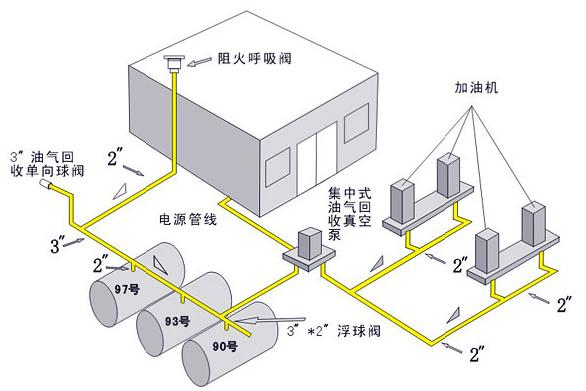 阻火呼吸阀
加油机
3″ 油气回
收单向球阀
2″
集中式
油气回
收真空
泵
电源管线
3″
2″
97号
93号
90号
2″
2″
2″
3″ *2″ 浮球阀